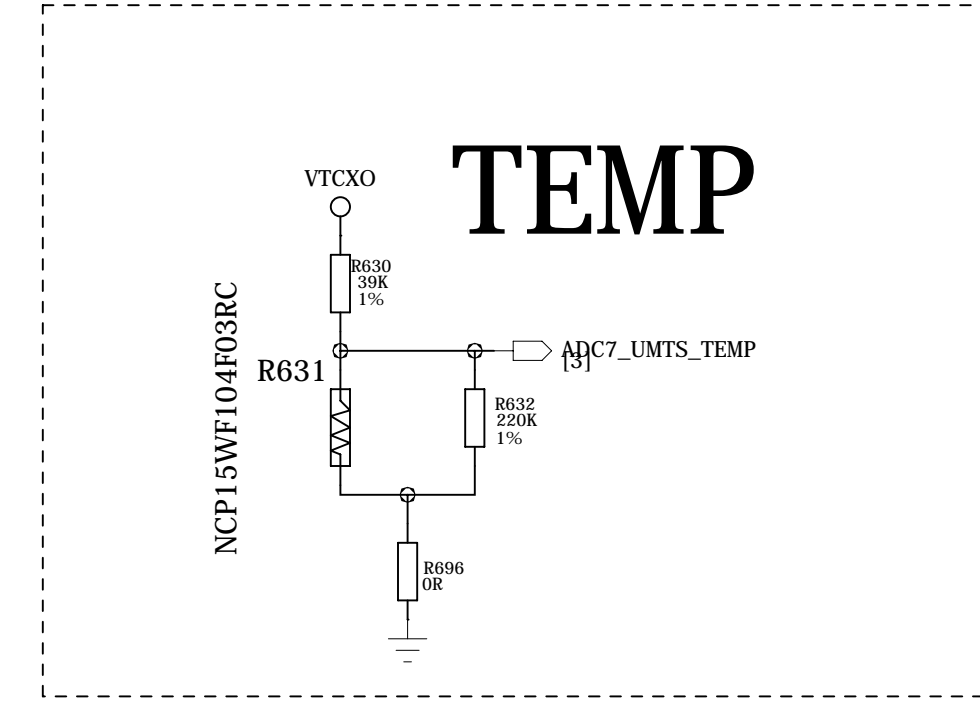 TEMP
VTCXO
R630
39K
1%
NCP15WF104F03RC
R631
ADC7_UMTS_TEMP
[3]
R632
220K
1%
R696
0R